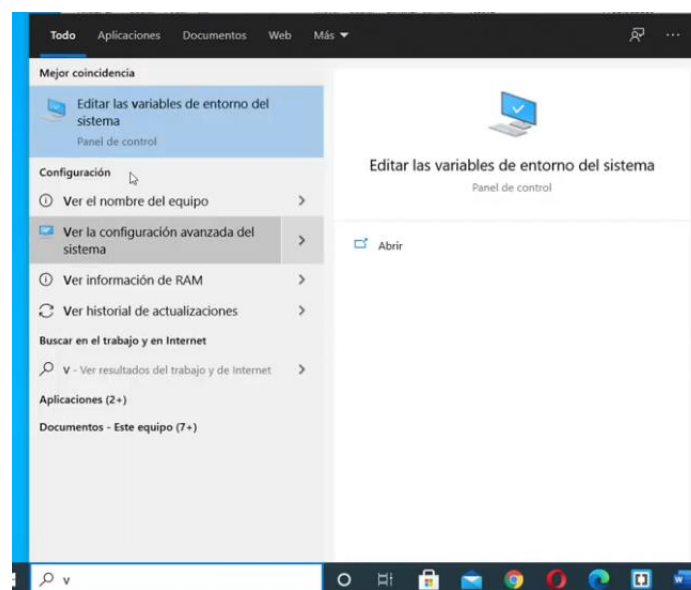 Todo Aplicaciones Documentos Web Más
Mejor coincidencia
Editar las variables de entorno del
sistema
Panel de control
Configuración
Ver el nombre del equipo
Ver la configuración avanzada del
sistema
Ver información de RAM
Ver historial de actualizaciones
Buscar en el trabajo y en Internet
v - Ver resultados del trabajo y de Internet
Aplicaciones (2+)
Documentos - Este equipo (7+)
Editar las variables de entorno del sistema
Panel de control
Abrir
v